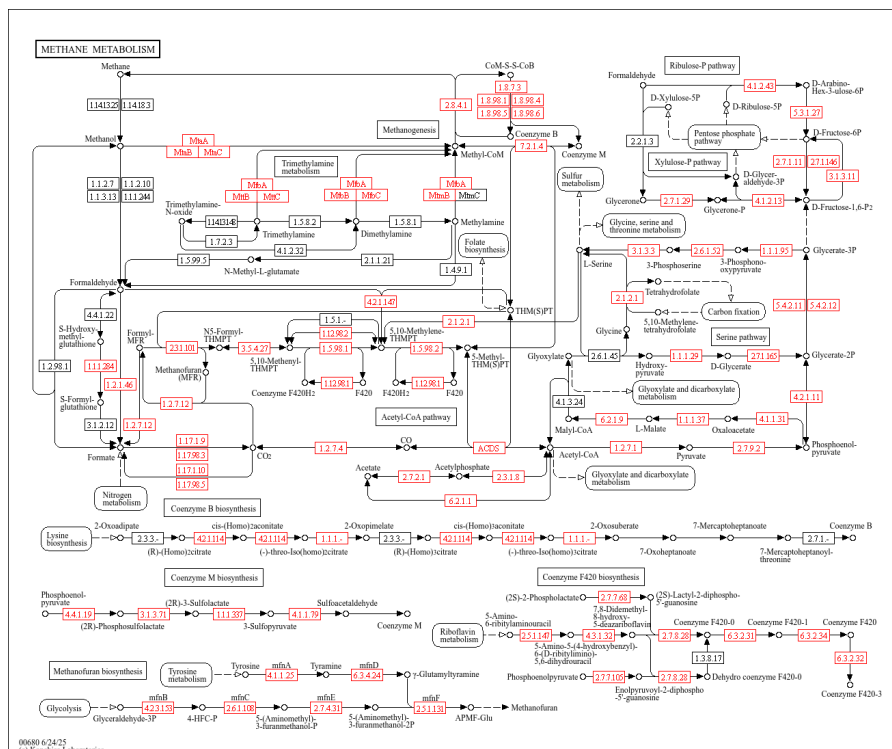 METHANE METABOLISM
Methane
CoM-S-S-CoB
Ribulose-P pathway
Formaldehyde
D-Arabino-
Hex-3-ulose-6P
1.8.7.3
4.1.2.43
1.14.13.25
1.14.18.3
2.8.4.1
1.8.98.1
1.8.98.4
1.8.98.5
1.8.98.6
D-Xylulose-5P
D-Ribulose-5P
5.3.1.27
Methanogenesis
Coenzyme B
Methanol
MtaA
MtaB
MtaC
Methyl-CoM
7.2.1.4
Coenzyme M
2.2.1.3
Pentose phosphate
pathway
D-Fructose-6P
Xylulose-P pathway
2.7.1.11
2.7.1.146
3.1.3.11
Trimethylamine
metabolism
Sulfur
metabolism
D-Glycer-
aldehyde-3P
1.1.2.7
1.1.2.10
1.1.3.13
1.1.1.244
MtbA
MttB
MttC
MtbA
MtbB
MtbC
MtbA
MtmB
MtmC
Glycerone
2.7.1.29
Glycerone-P
4.1.2.13
D-Fructose-1,6-P2
Trimethylamine-
N-oxide
1.14.13.148
1.5.8.2
1.5.8.1
Trimethylamine
Dimethylamine
Methylamine
Glycine, serine and
threonine metabolism
1.7.2.3
4.1.2.32
Folate
biosynthesis
1.5.99.5
2.1.1.21
N-Methyl-L-glutamate
1.4.9.1
3.1.3.3
2.6.1.52
1.1.1.95
Glycerate-3P
L-Serine
3-Phosphoserine
3-Phosphono-
oxypyruvate
Formaldehyde
4.2.1.147
Tetrahydrofolate
2.1.2.1
Carbon fixation
4.4.1.22
THM(S)PT
5.4.2.11
5.4.2.12
1.5.1.-
2.1.2.1
5,10-Methylene-
tetrahydrofolate
Glycine
Serine pathway
S-Hydroxy-
methyl-
glutathione
Formyl-
MFR
N5-Formyl-
THMPT
1.12.98.2
5,10-Methylene-
THMPT
2.3.1.101
3.5.4.27
1.5.98.1
1.5.98.2
5,10-Methenyl-
THMPT
5-Methyl-
THM(S)PT
Glyoxylate
2.6.1.45
1.1.1.29
2.7.1.165
Glycerate-2P
Hydroxy-
pyruvate
D-Glycerate
1.2.98.1
1.1.1.284
Methanofuran
(MFR)
1.2.1.46
1.12.98.1
1.12.98.1
Coenzyme F420H2
F420
F420H2
F420
Glyoxylate and dicarboxylate
metabolism
S-Formyl-
glutathione
1.2.7.12
1.2.7.12
4.1.3.24
4.2.1.11
Acetyl-CoA pathway
6.2.1.9
1.1.1.37
4.1.1.31
3.1.2.12
Malyl-CoA
L-Malate
Oxaloacetate
1.17.1.9
CO
Formate
1.17.98.3
CO2
1.2.7.4
ACDS
Acetyl-CoA
1.2.7.1
2.7.9.2
Phosphoenol-
pyruvate
Pyruvate
1.17.1.10
1.17.98.5
Acetate
Acetylphosphate
2.7.2.1
2.3.1.8
Glyoxylate and dicarboxylate
metabolism
Nitrogen
metabolism
6.2.1.1
Coenzyme B biosynthesis
2-Oxoadipate
cis-(Homo)2aconitate
2-Oxopimelate
cis-(Homo)3aconitate
2-Oxosuberate
7-Mercaptoheptanoate
Coenzyme B
Lysine
biosynthesis
2.3.3.-
4.2.1.114
4.2.1.114
1.1.1.-
2.3.3.-
4.2.1.114
4.2.1.114
1.1.1.-
2.7.1.-
(R)-(Homo)2citrate
(-)-threo-Iso(homo)2citrate
(R)-(Homo)3citrate
(-)-threo-Iso(homo)3citrate
7-Oxoheptanoate
7-Mercaptoheptanoyl-
threonine
Coenzyme M biosynthesis
Coenzyme F420 biosynthesis
Phosphoenol-
pyruvate
(2R)-3-Sulfolactate
Sulfoacetaldehyde
4.4.1.19
3.1.3.71
1.1.1.337
4.1.1.79
(2R)-Phosphosulfolactate
3-Sulfopyruvate
Coenzyme M
(2S)-2-Phospholactate
2.7.7.68
(2S)-Lactyl-2-diphospho
-5'-guanosine
5-Amino-
6-ribitylaminouracil
7,8-Didemethyl-
8-hydroxy-
5-deazariboflavin
Coenzyme F420-0
Coenzyme F420-1
Coenzyme F420
Riboflavin
metabolism
2.5.1.147
4.3.1.32
2.7.8.28
6.3.2.31
6.3.2.34
5-Amino-5-(4-hydroxybenzyl)-
6-(D-ribitylimino)-
5,6-dihydrouracil
1.3.8.17
6.3.2.32
Phosphoenolpyruvate
2.7.7.105
2.7.8.28
Dehydro coenzyme F420-0
Enolpyruvoyl-2-diphospho
-5'-guanosine
Coenzyme F420-3
Methanofuran biosynthesis
Tyrosine
metabolism
Tyrosine
mfnA
4.1.1.25
Tyramine
mfnD
6.3.4.24
γ-Glutamyltyramine
Glycolysis
mfnB
4.2.3.153
mfnC
2.6.1.108
mfnE
2.7.4.31
mfnF
2.5.1.131
Methanofuran
Glyceraldehyde-3P
4-HFC-P
5-(Aminomethyl)-
3-furanmethanol-P
5-(Aminomethyl)-
3-furanmethanol-2P
APMF-Glu
00680 6/24/25